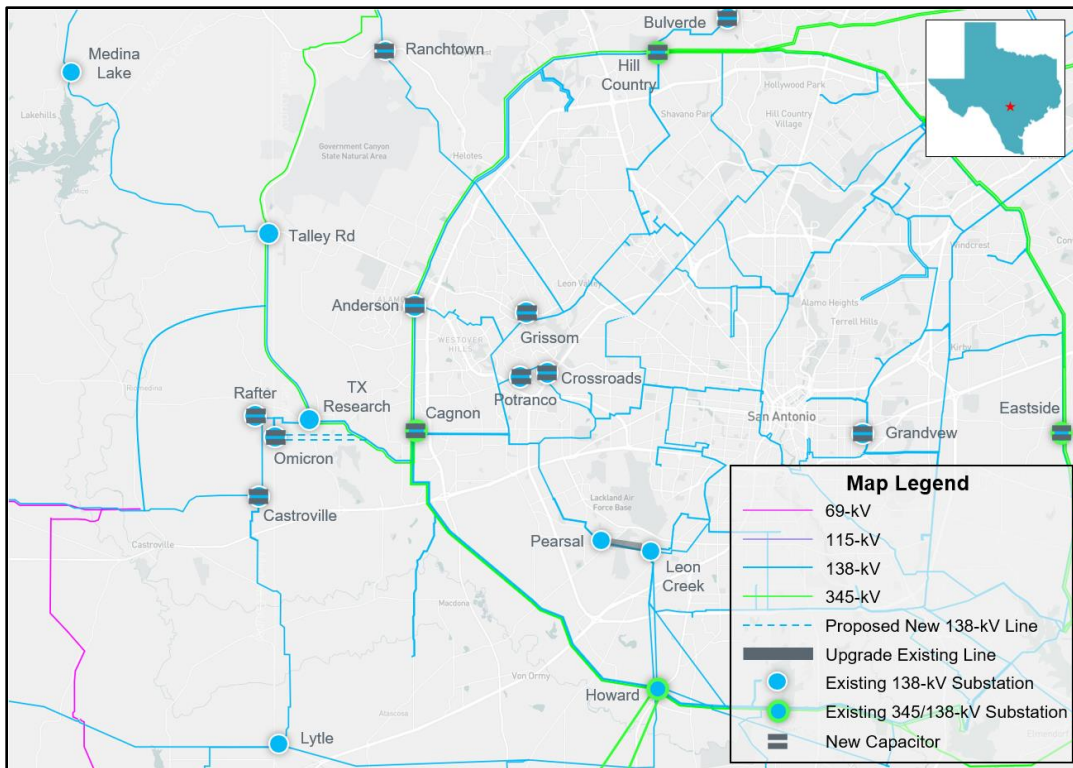 Bulverde
Medina
Lake
Ranchtown
Hill
Country
Hollywood Park
Lakehills
Shavano Park
Hill Country
Village
Government Canyon
State Natural Area
Helotes
Mico
Talley Rd
Windcrest
Leon Valley
Anderson
Grissom
Alamo Heights
Terrell Hills
WESTOVER
HILLS
Kirby
Riomedina
Rafter
TX
Research
Crossroads
Potranco
Cagnon
San Antonio
Eastside
Omicron
Grandvew
Castroville
Lackland Air
Force Base
Pearsal
Castroville
Leon
Creek
Macdona
Von Ormy
Howard
Atascosa
Lytle
Elmendorf
Map Legend
69-kV
115-kV
138-kV
345-kV
Proposed New 138-kV Line
Upgrade Existing Line
Existing 138-kV Substation
Existing 345/138-kV Substation
New Capacitor